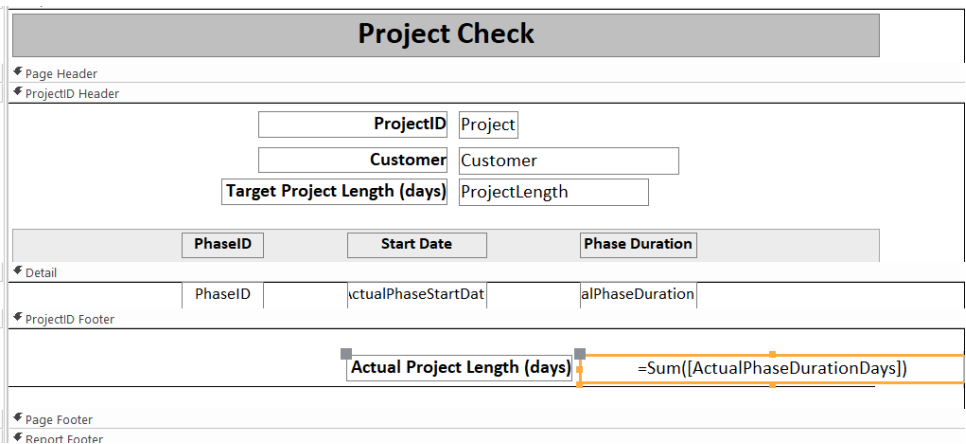 Project Check
Page Header
ProjectID Header
ProjectID Project
Customer Customer
Target Project Length (days) ProjectLength
PhaseID Start Date Phase Duration
Detail
PhaseID ctualPhaseStartDat alPhaseDuration
ProjectID Footer
Actual Project Length (days) =Sum([ActualPhaseDurationDays])
Page Footer
Report Footer